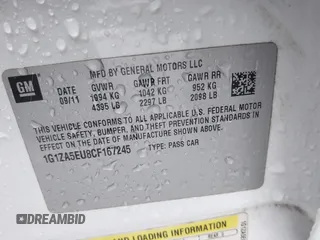 GM
MFD BY GENERAL MOTORS LLC
DATE GVWR GAWR FRT GAWR RR
09/11 1994 KG 1042 KG 952 KG
4395 LB 2297 LB 2098 LB
THIS VEHICLE CONFORMS TO ALL APPLICABLE U.S. FEDERAL MOTOR
VEHICLE SAFETY, BUMPER, AND THEFT PREVENTION STANDARDS IN
EFFECT ON THE DATE OF MANUFACTURE SHOWN ABOVE.
1G1ZA5EU8CF167245 TYPE: PASS CAR
AND LOADING INFORMATION
DREAMBID